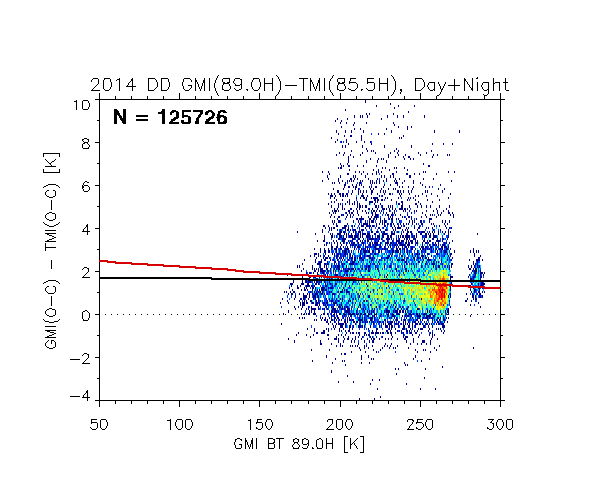 2014 DD GMI(89.0H)−TMI(85.5H), Day+Night
N = 125726
10
8
6
4
2
0
−2
−4
GMI(O−C) − TMI(O−C) [K]
50 100 150 200 250 300
GMI BT 89.0H [K]